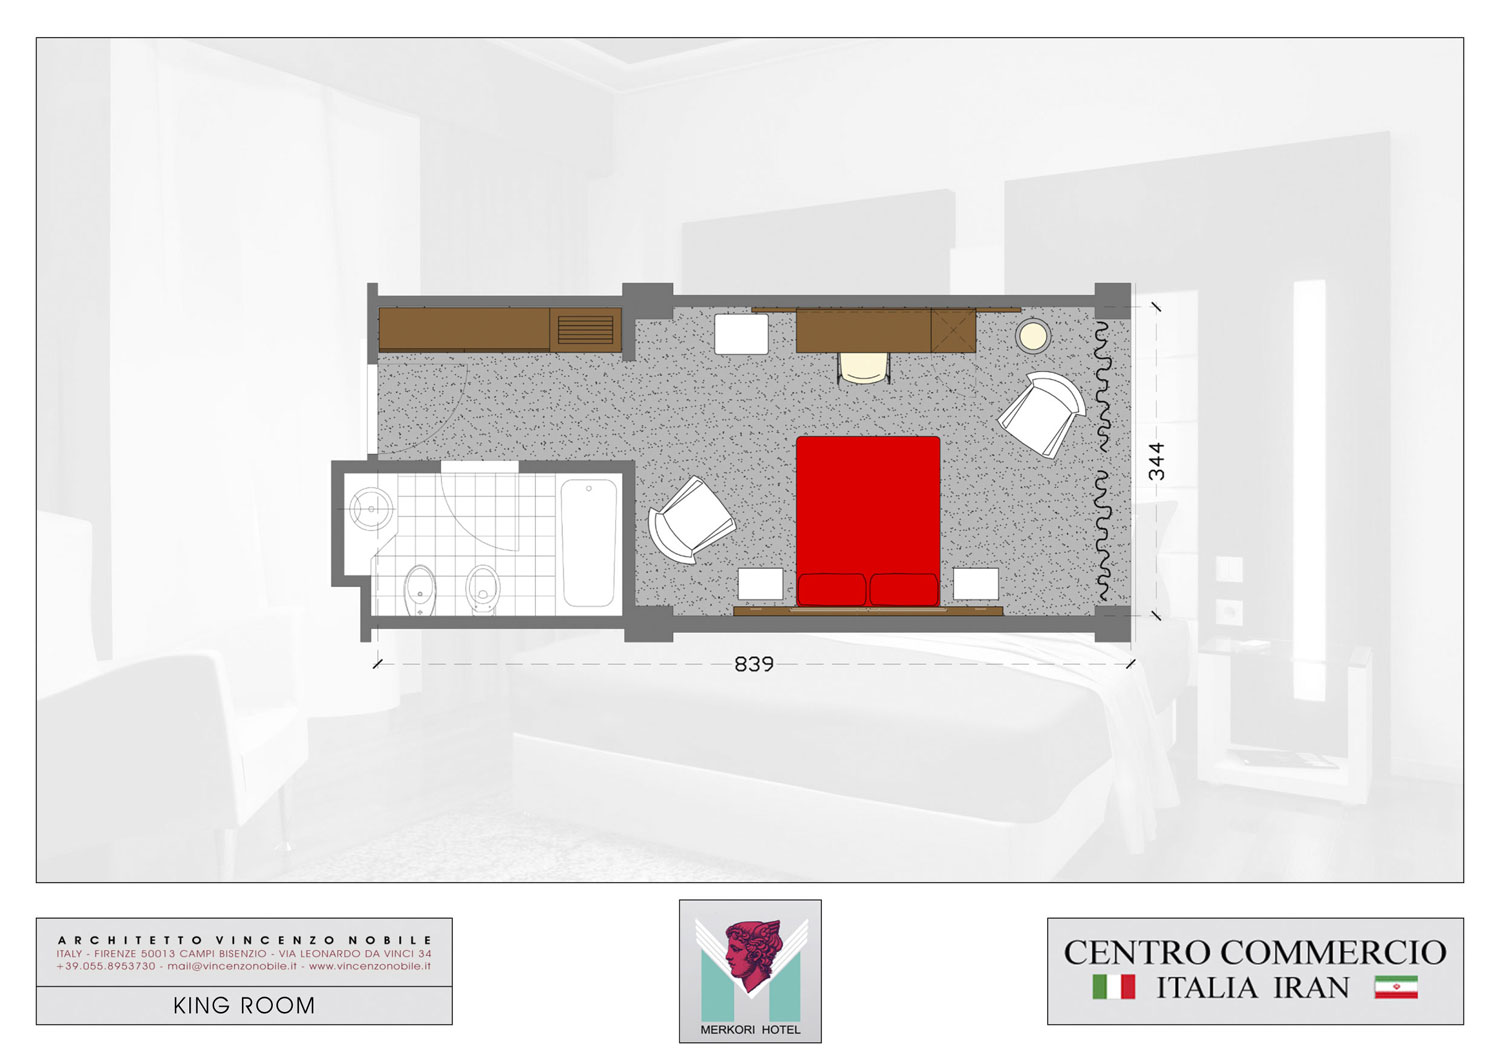 344
839
ARCHITETTO VINCENZO NOBILE
ITALY - FIRENZE 50013 CAMPI BISENZIO - VIA LEONARDO DA VINCI 34
+39.055.8953730 - mail@vincenzonobile.it - www.vincenzonobile.it
KING ROOM
MERKORI HOTEL
CENTRO COMMERCIO
ITALIA IRAN